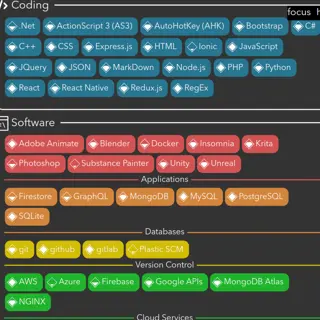 Coding
focus
.Net ActionScript 3 (AS3) AutoHotKey (AHK) Bootstrap C#
C++ CSS Express.js HTML Ionic JavaScript
JQuery JSON MarkDown Node.js PHP Python
React React Native Redux.js RegEx
Software
Adobe Animate Blender Docker Insomnia Krita
Photoshop Substance Painter Unity Unreal
Applications
Firestore GraphQL MongoDB MySQL PostgreSQL
SQLite
Databases
git github gitlab Plastic SCM
Version Control
AWS Azure Firebase Google APIs MongoDB Atlas
NGINX
Cloud Services